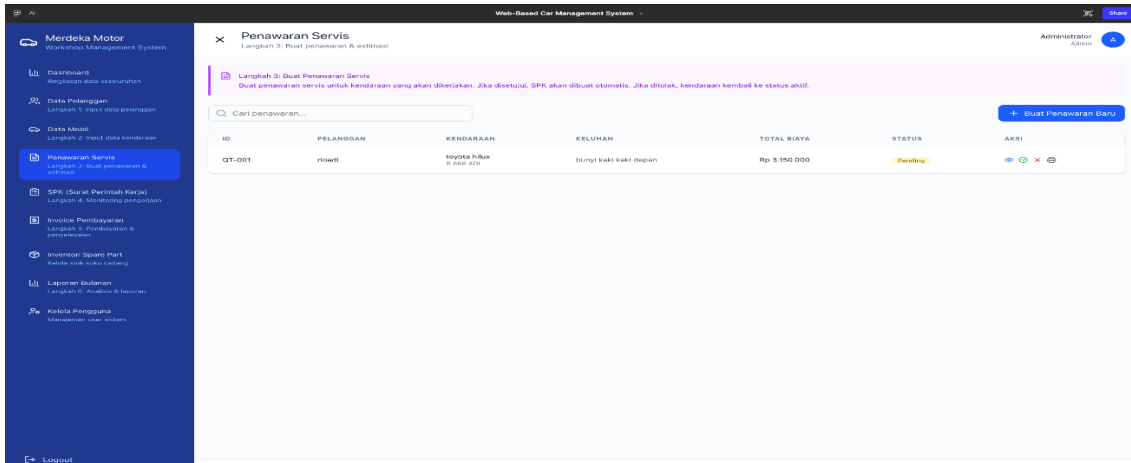 AI
Web-Based Car Management System
Share
Merdeka Motor
Workshop Management System
Dashboard
Ringkasan data keseluruhan
Data Pelanggan
Langkah 1: Input data pelanggan
Data Mobil
Langkah 2: Input data kendaraan
Penawaran Servis
Langkah 3: Buat penawaran &
estimasi
SPK (Surat Perintah Kerja)
Langkah 4: Monitoring pengerjaan
Invoice Pembayaran
Langkah 5: Pembayaran &
penyelesaian
Inventori Spare Part
Kelola stok suku cadang
Laporan Bulanan
Langkah 6: Analisis & laporan
Kelola Pengguna
Manajemen user sistem
Logout
Penawaran Servis
Langkah 3: Buat penawaran & estimasi
Administrator
Admin
A
Langkah 3: Buat Penawaran Servis
Buat penawaran servis untuk kendaraan yang akan dikerjakan. Jika disetujui, SPK akan dibuat otomatis. Jika ditolak, kendaraan kembali ke status aktif.
Cari penawaran...
+ Buat Penawaran Baru
ID PELANGGAN KENDARAAN KELUHAN TOTAL BIAYA STATUS AKSI
QT-001 rioadi toyota hilux bunyi kaki kaki depan Rp 3.150.000 Pending
B 888 ADI